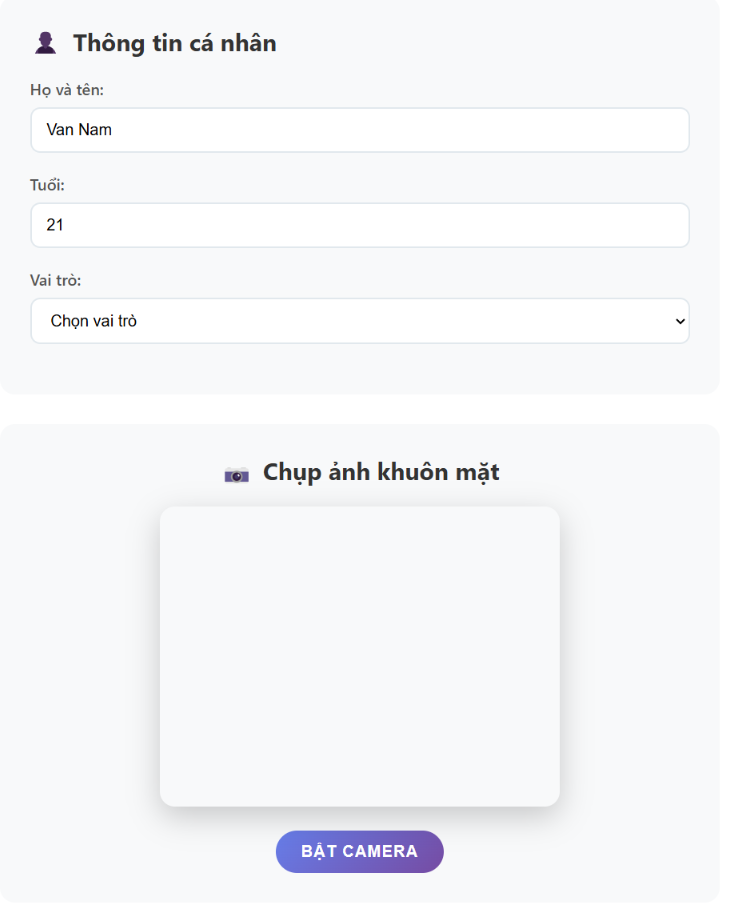 Thông tin cá nhân
Họ và tên:
Van Nam
Tuổi:
21
Vai trò:
Chọn vai trò
Chụp ảnh khuôn mặt
BẬT CAMERA